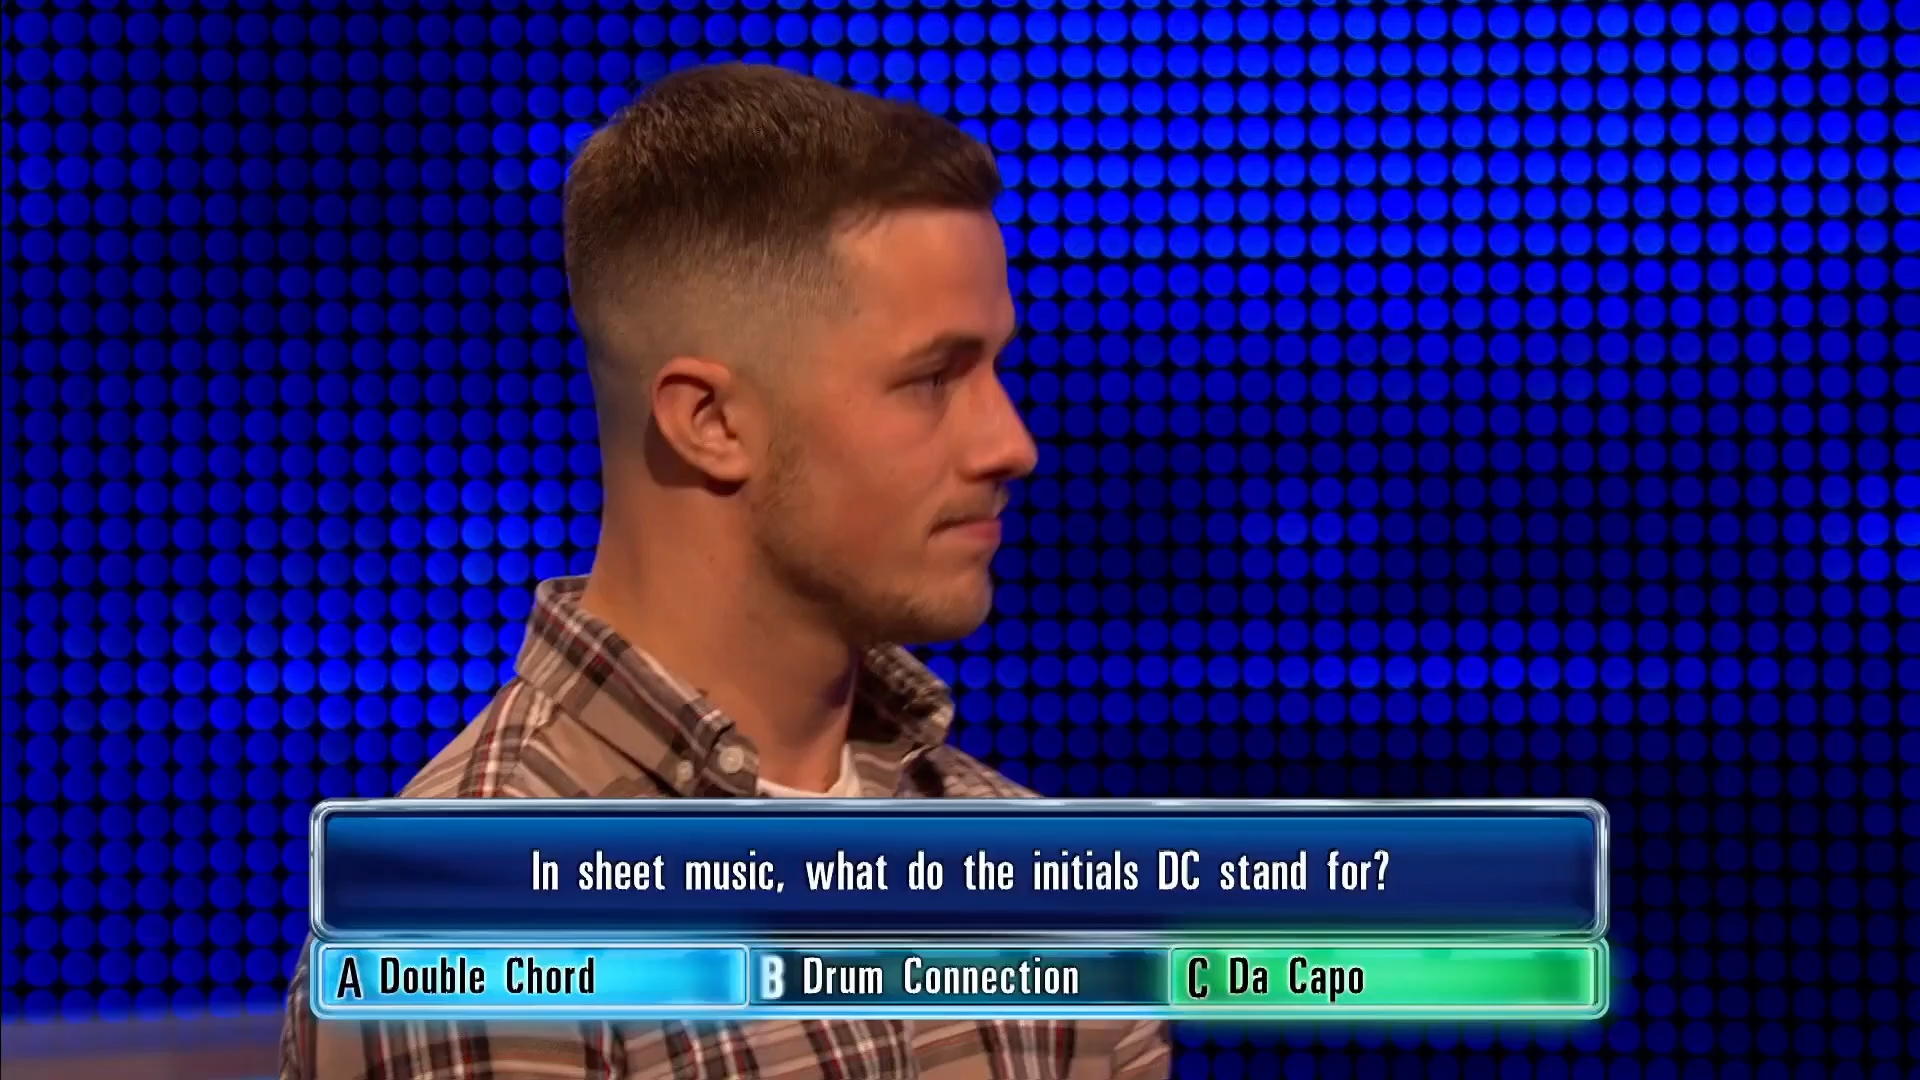 In sheet music, what do the initials DC stand for?
A Double Chord
B Drum Connection
C Da Capo